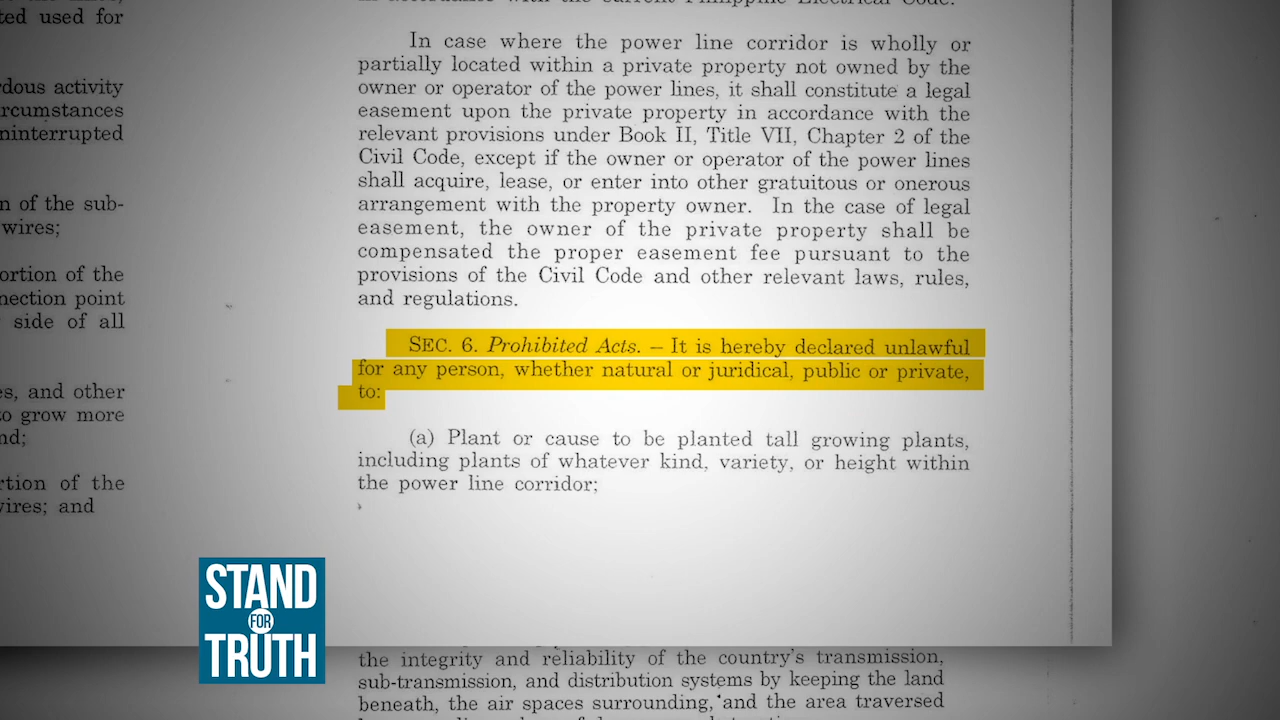 ted used for
dous activity
rcumstances
ninterrupted
n of the sub-
wires;
ortion of the
nection point
side of all
es, and other
to grow more
nd;
rtion of the
wires; and
in accordance with the current Philippine Electrical Code.
In case where the power line corridor is wholly or
partially located within a private property not owned by the
owner or operator of the power lines, it shall constitute a legal
easement upon the private property in accordance with the
relevant provisions under Book II, Title VII, Chapter 2 of the
Civil Code, except if the owner or operator of the power lines
shall acquire, lease, or enter into other gratuitous or onerous
arrangement with the property owner. In the case of legal
easement, the owner of the private property shall be
compensated the proper easement fee pursuant to the
provisions of the Civil Code and other relevant laws, rules,
and regulations.
SEC. 6. Prohibited Acts. – It is hereby declared unlawful
for any person, whether natural or juridical, public or private,
to:
(a) Plant or cause to be planted tall growing plants,
including plants of whatever kind, variety, or height within
the power line corridor;
STAND
FOR
TRUTH
the integrity and reliability of the country's transmission,
sub-transmission, and distribution systems by keeping the land
beneath, the air spaces surrounding, and the area traversed